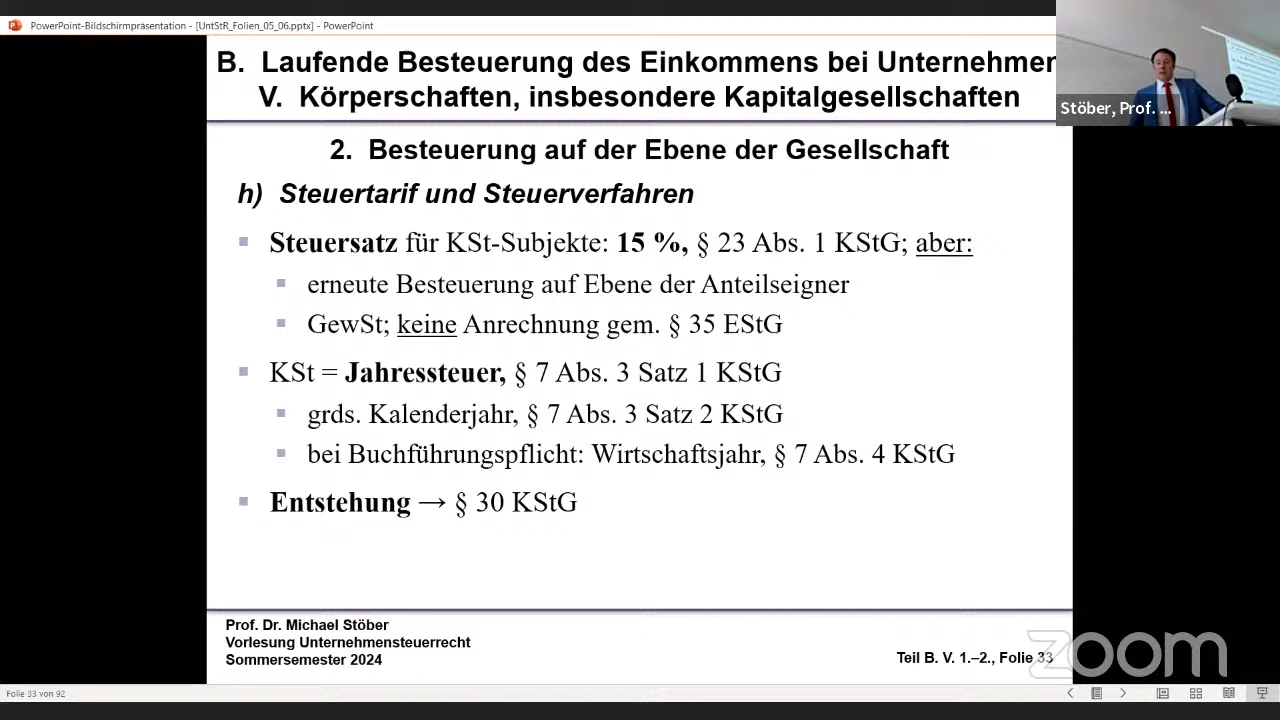 PowerPoint-Bildschirmpräsentation - [UntStR_Folien_05_06.pptx] - PowerPoint
B. Laufende Besteuerung des Einkommens bei Unternehmen
V. Körperschaften, insbesondere Kapitalgesellschaften
Stöber, Prof. ...
2. Besteuerung auf der Ebene der Gesellschaft
h) Steuertarif und Steuerverfahren
Steuersatz für KSt-Subjekte: 15 %, § 23 Abs. 1 KStG; aber:
erneute Besteuerung auf Ebene der Anteilseigner
GewSt; keine Anrechnung gem. § 35 EStG
KSt = Jahressteuer, § 7 Abs. 3 Satz 1 KStG
grds. Kalenderjahr, § 7 Abs. 3 Satz 2 KStG
bei Buchführungspflicht: Wirtschaftsjahr, § 7 Abs. 4 KStG
Entstehung → § 30 KStG
Prof. Dr. Michael Stöber
Vorlesung Unternehmensteuerrecht
Sommersemester 2024
Teil B. V. 1.–2., Folie 33
zoom
Folie 33 von 92